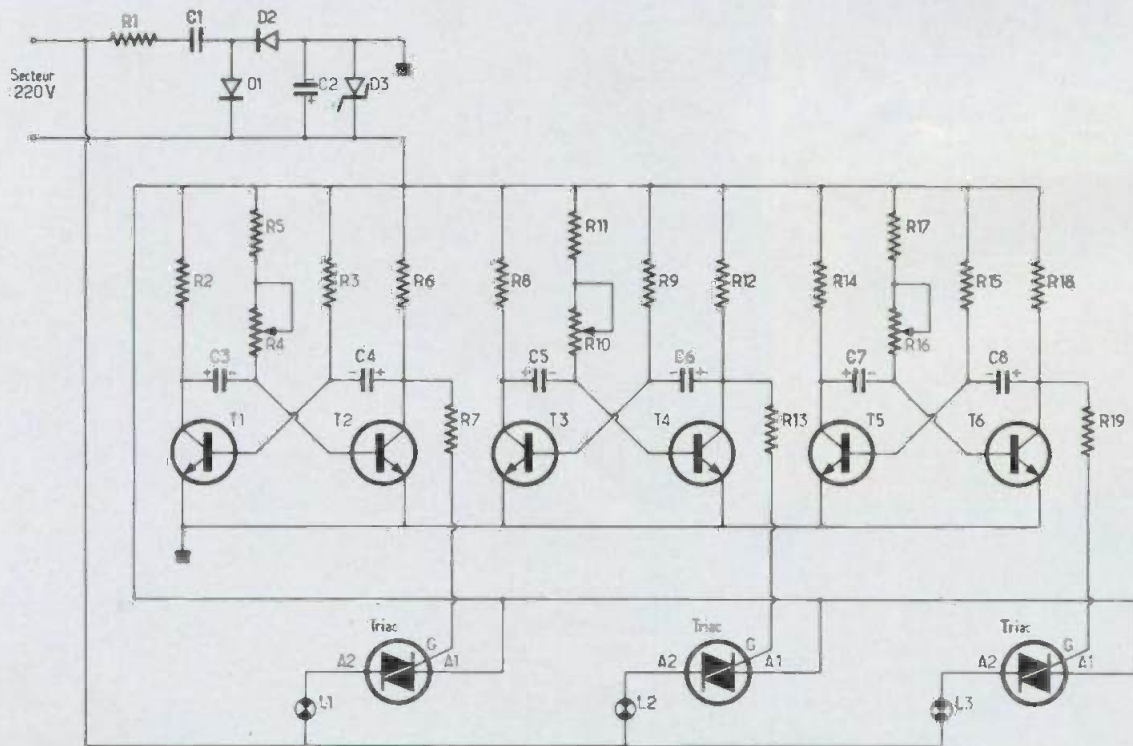 R1 C1 D2
Secteur
220V
D1 C2 D3
R5 R11 R17
R2 R3 R6 R8 R9 R12 R14 R15 R18
R4 R10 R16
C3 C4 C5 C6 C7 C8
+ - - + + - - + + - - +
T1 T2 R7 T3 T4 R13 T5 T6 R19
Triac Triac Triac
A2 G A1 A2 G A1 A2 G A1
L1 L2 L3